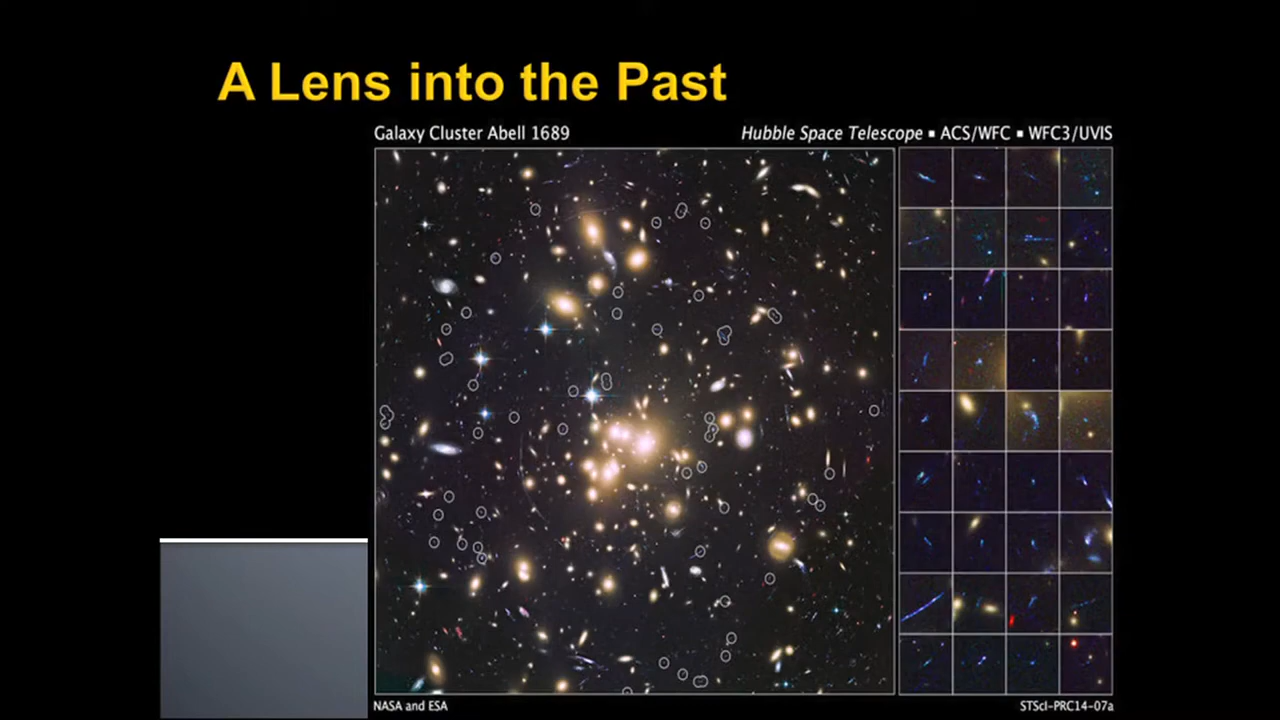 A Lens into the Past
Galaxy Cluster Abell 1689
Hubble Space Telescope ▪ ACS/WFC ▪ WFC3/UVIS
NASA and ESA
STScI-PRC14-07a